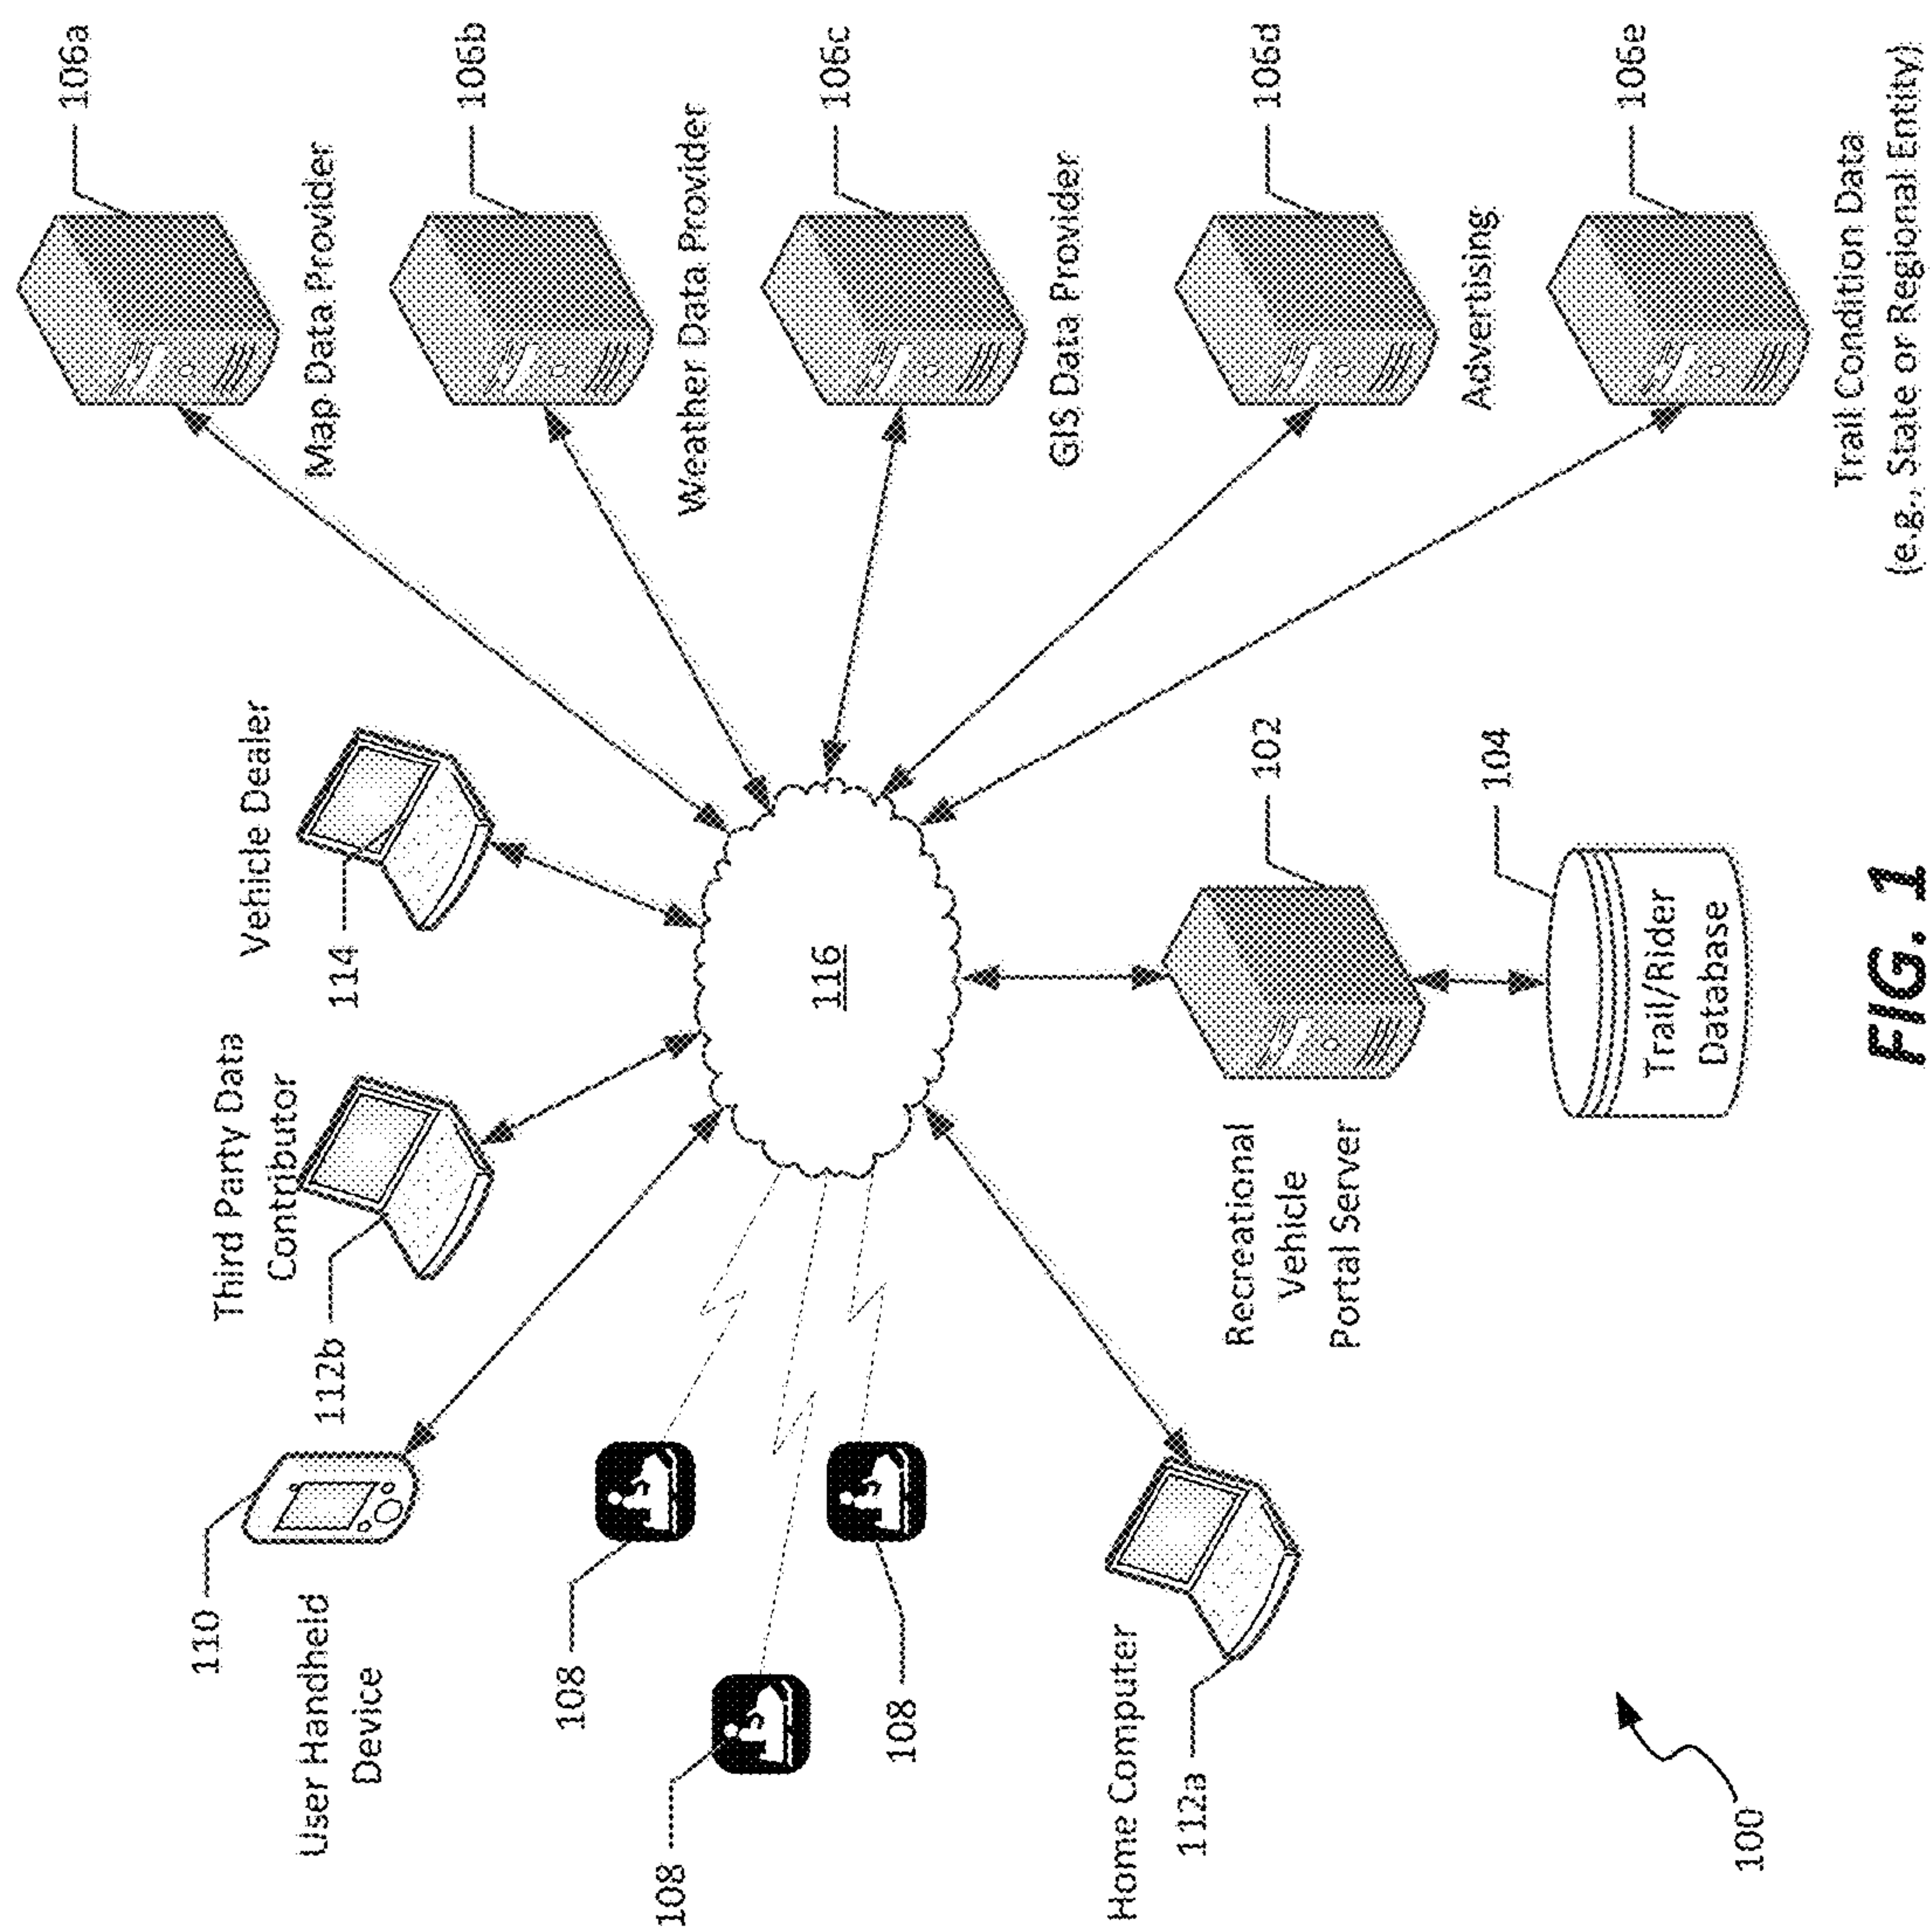 110
User Handheld
Device
112b
Third Party Data
Contributor
114
Vehicle Dealer
106a
Map Data Provider
106b
Weather Data Provider
106c
GIS Data Provider
106d
Advertising
106e
Trail Condition Data
(e.g., State or Regional Entity)
108
108
108
116
Home Computer
112a
Recreational
Vehicle
Portal Server
102
104
Trail/Rider
Database
100
FIG. 1